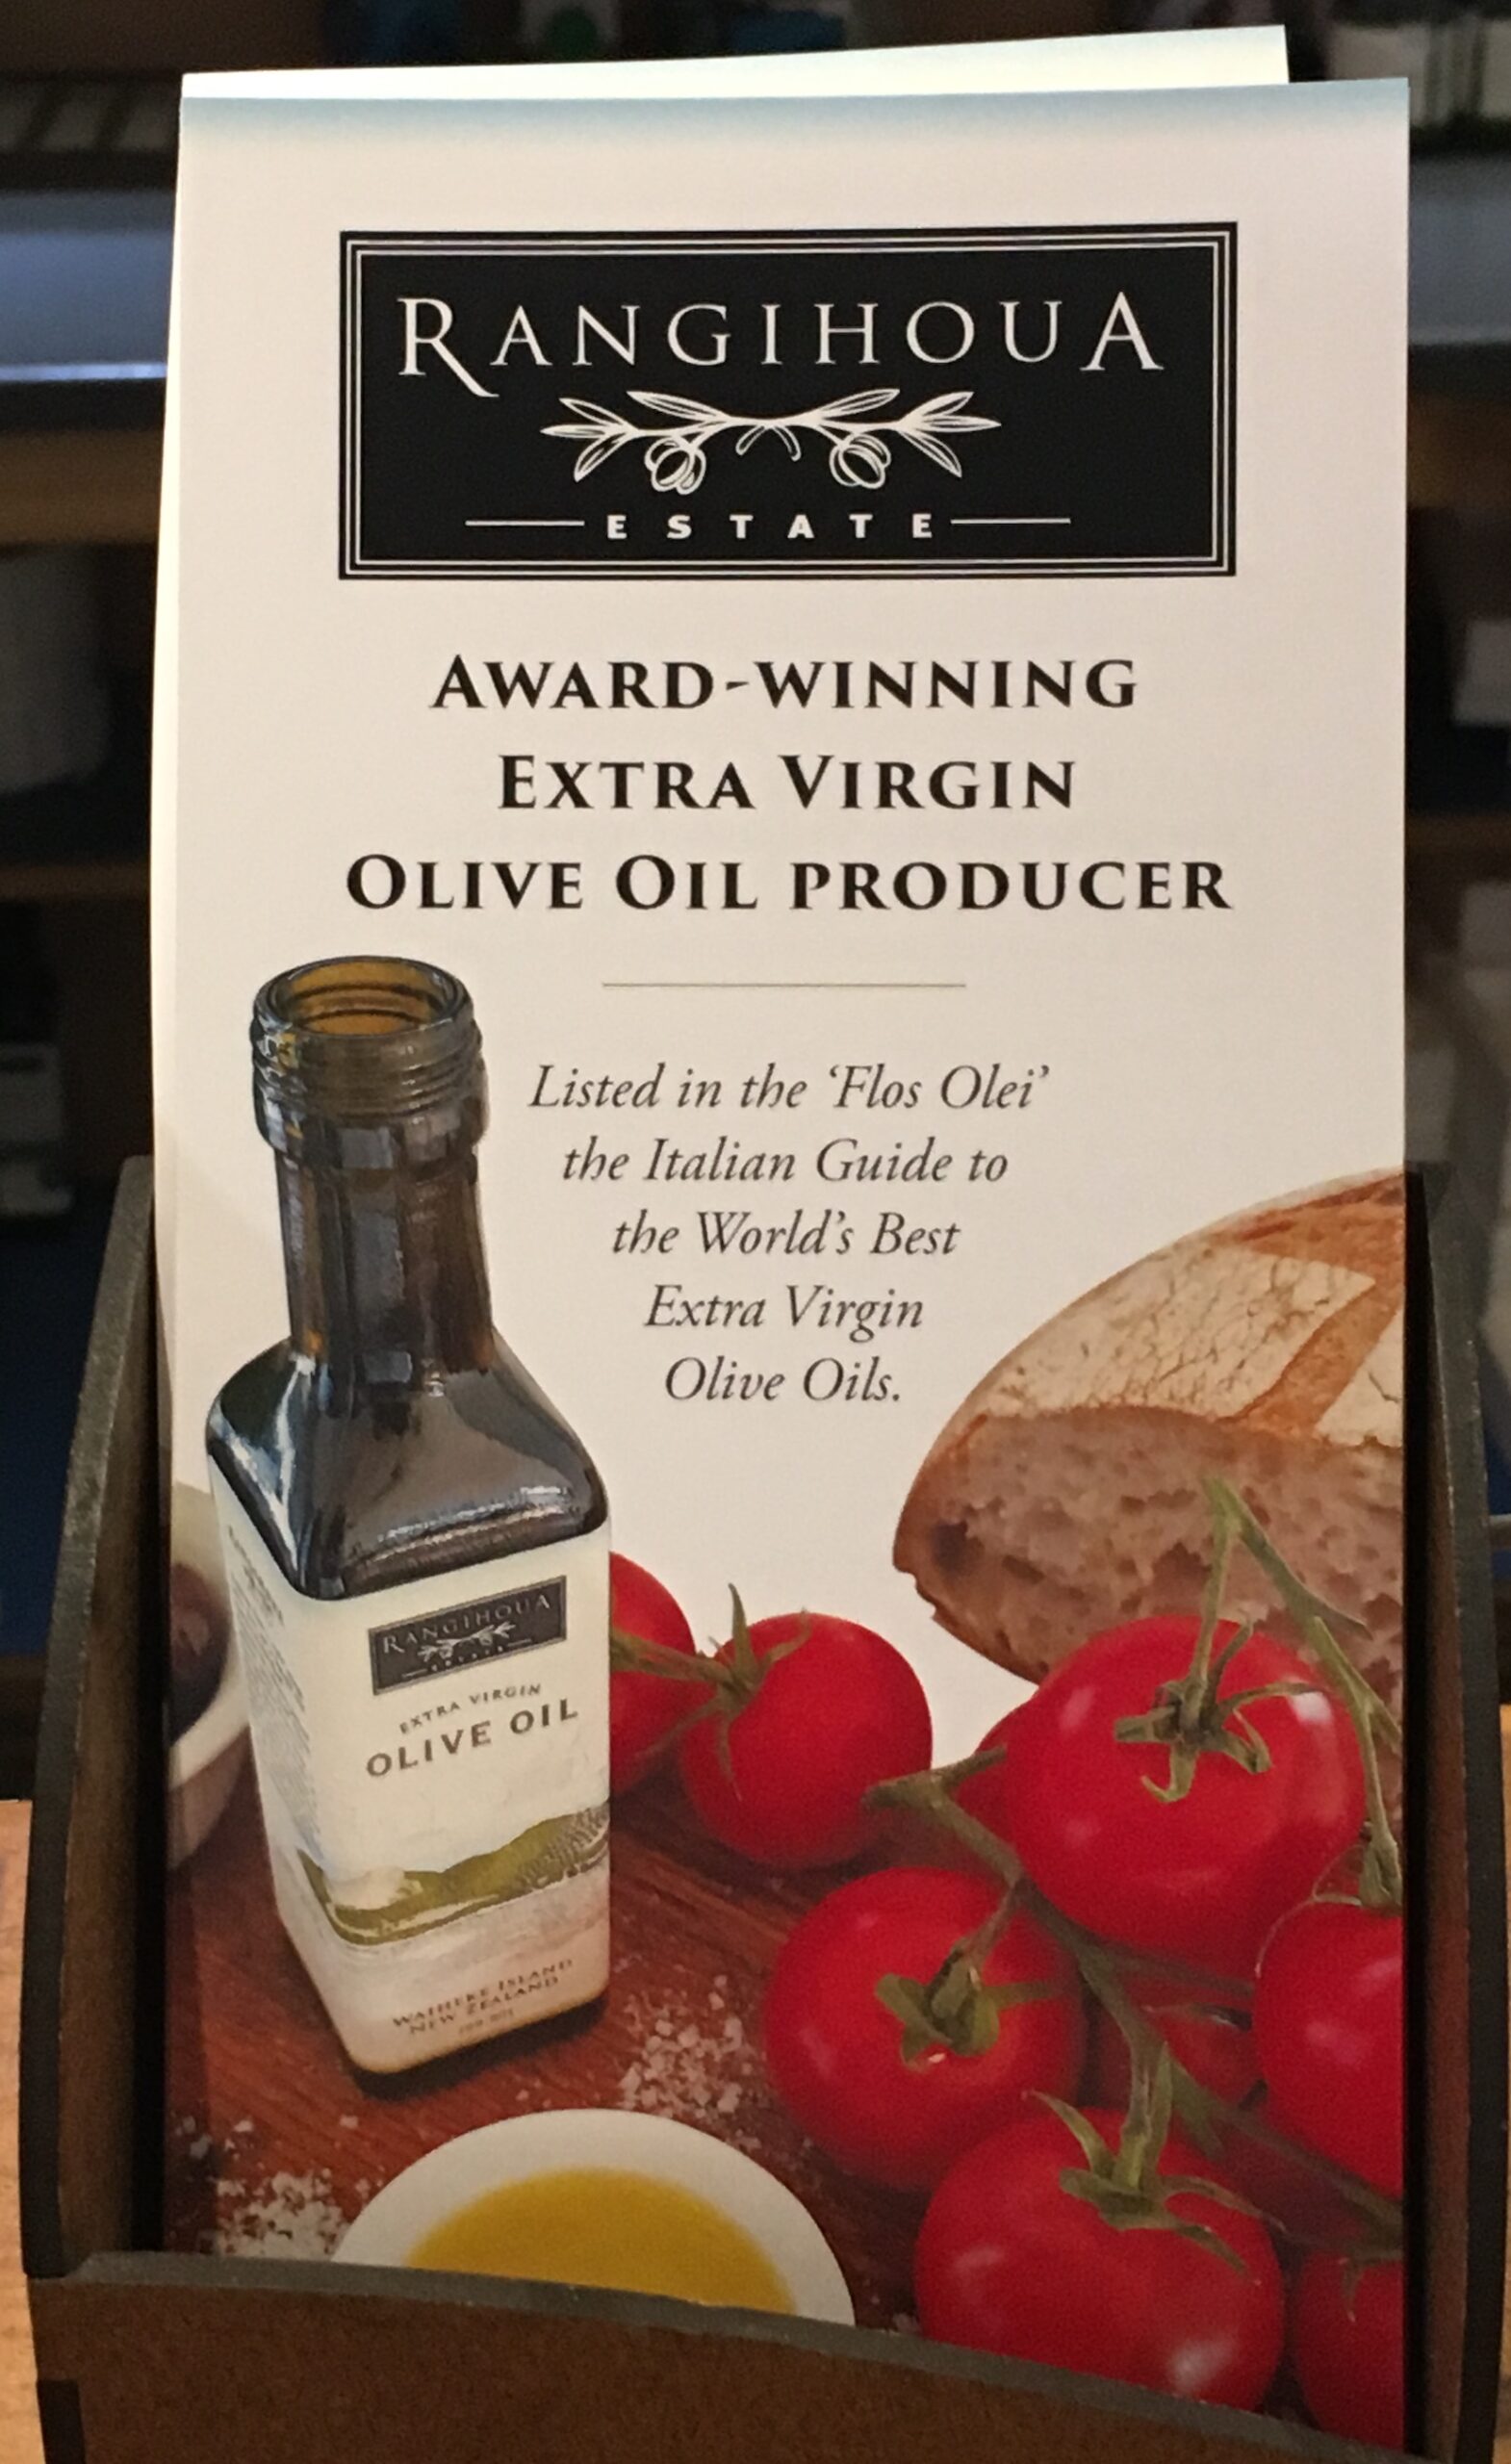 RANGIHOUA
ESTATE
AWARD-WINNING
EXTRA VIRGIN
OLIVE OIL PRODUCER
Listed in the ‘Flos Olei’
the Italian Guide to
the World’s Best
Extra Virgin
Olive Oils.
RANGIHOUA
ESTATE
EXTRA VIRGIN
OLIVE OIL
WAIHEKE ISLAND
NEW ZEALAND